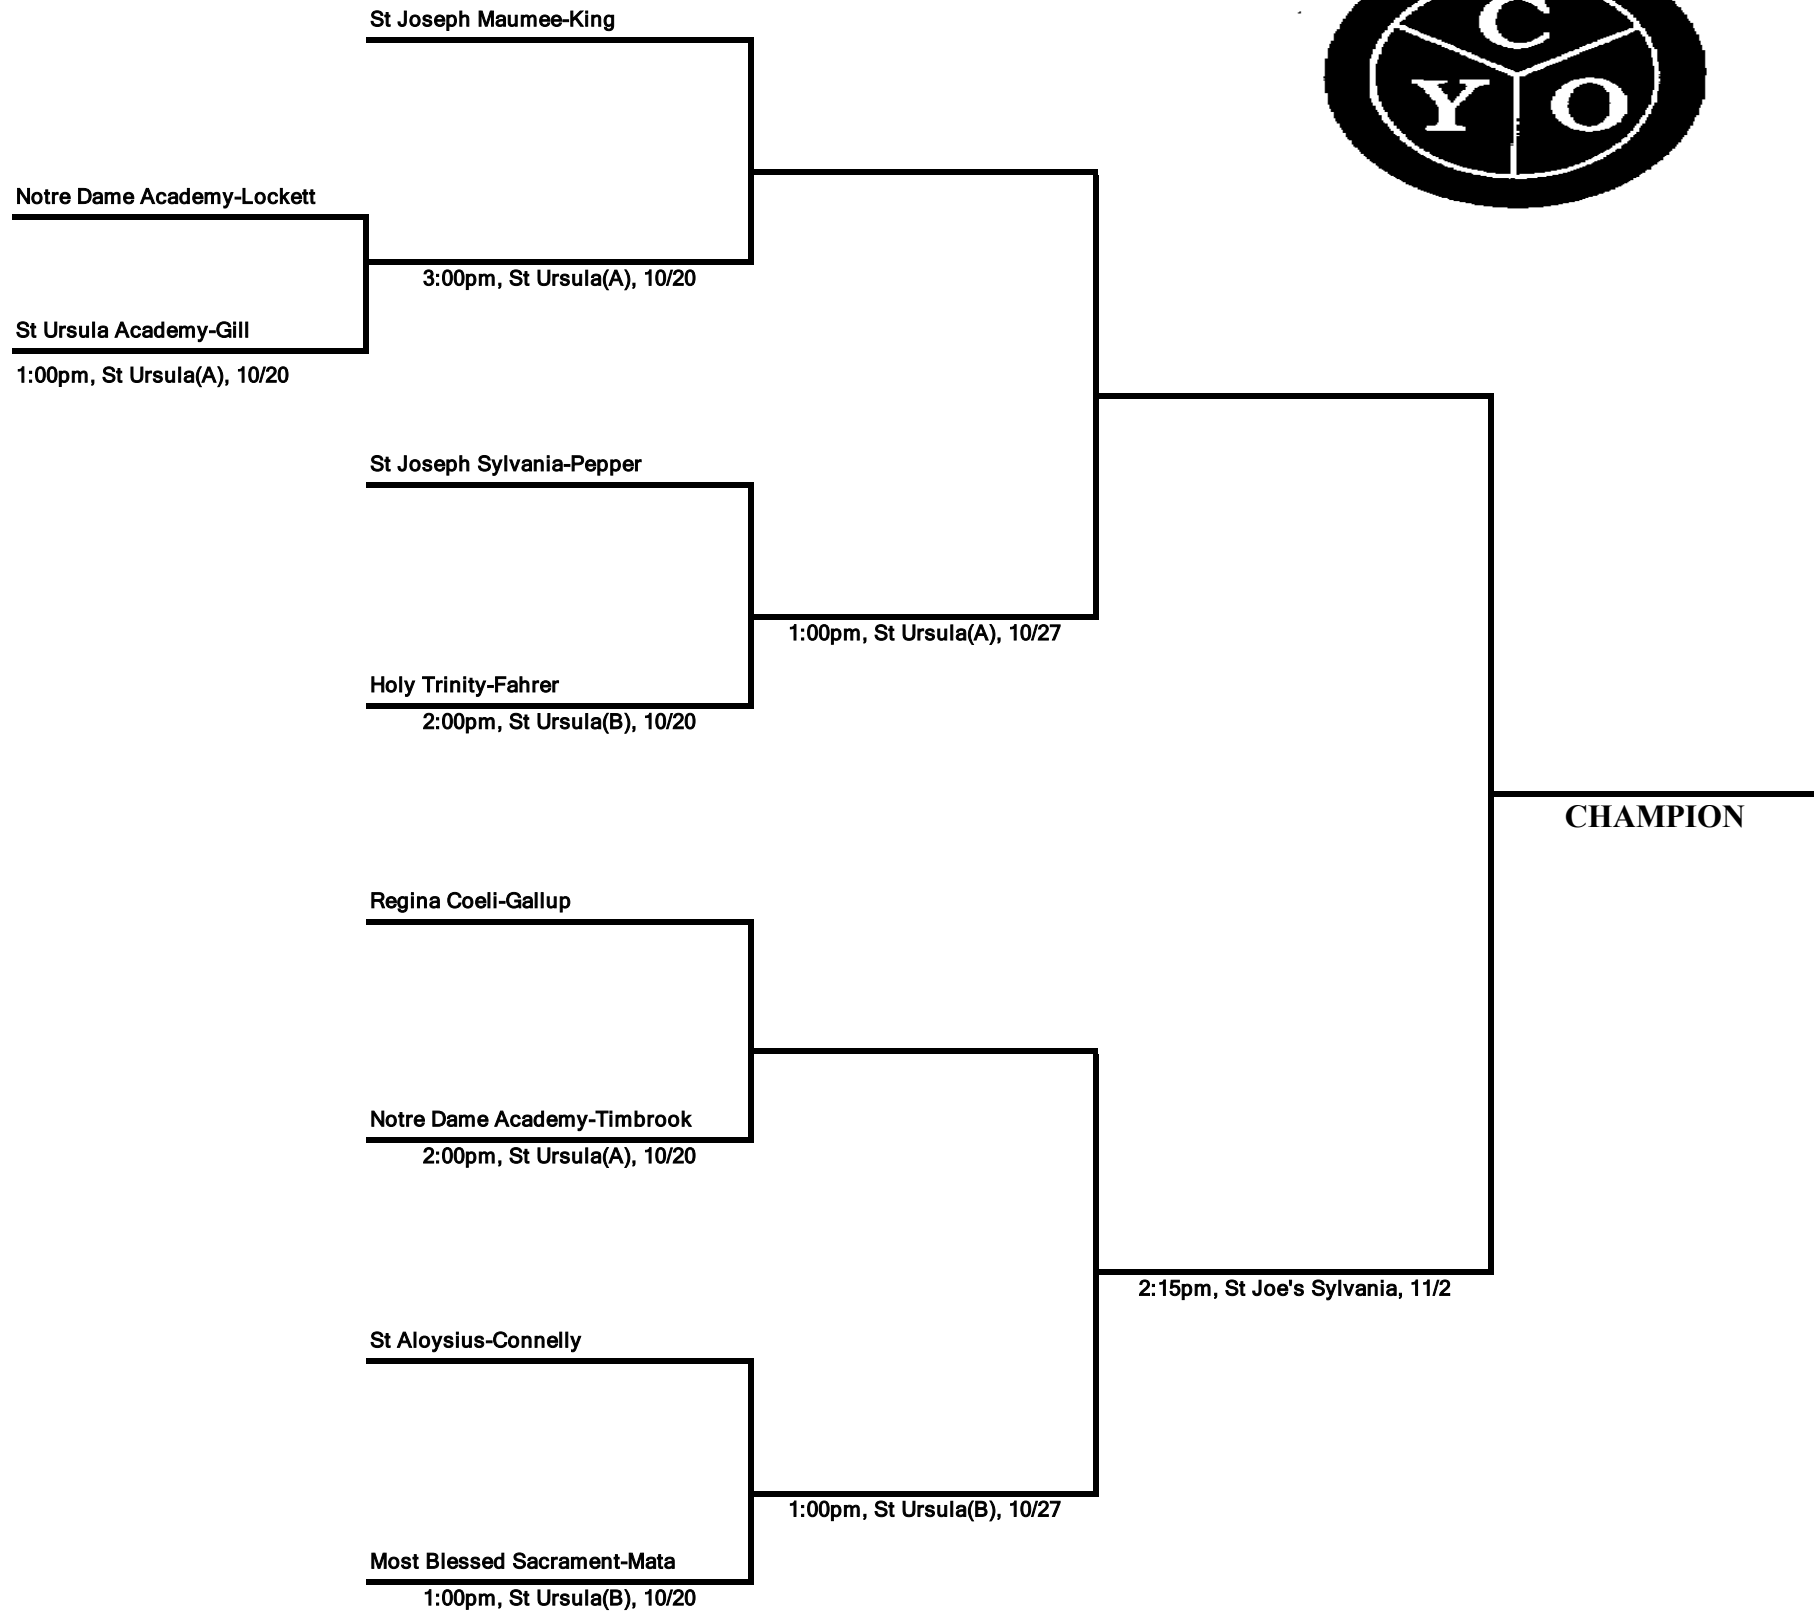 St Joseph Maumee-King
C
Y O
Notre Dame Academy-Lockett
3:00pm, St Ursula(A), 10/20
St Ursula Academy-Gill
1:00pm, St Ursula(A), 10/20
St Joseph Sylvania-Pepper
1:00pm, St Ursula(A), 10/27
Holy Trinity-Fahrer
2:00pm, St Ursula(B), 10/20
CHAMPION
Regina Coeli-Gallup
Notre Dame Academy-Timbrook
2:00pm, St Ursula(A), 10/20
2:15pm, St Joe's Sylvania, 11/2
St Aloysius-Connelly
1:00pm, St Ursula(B), 10/27
Most Blessed Sacrament-Mata
1:00pm, St Ursula(B), 10/20